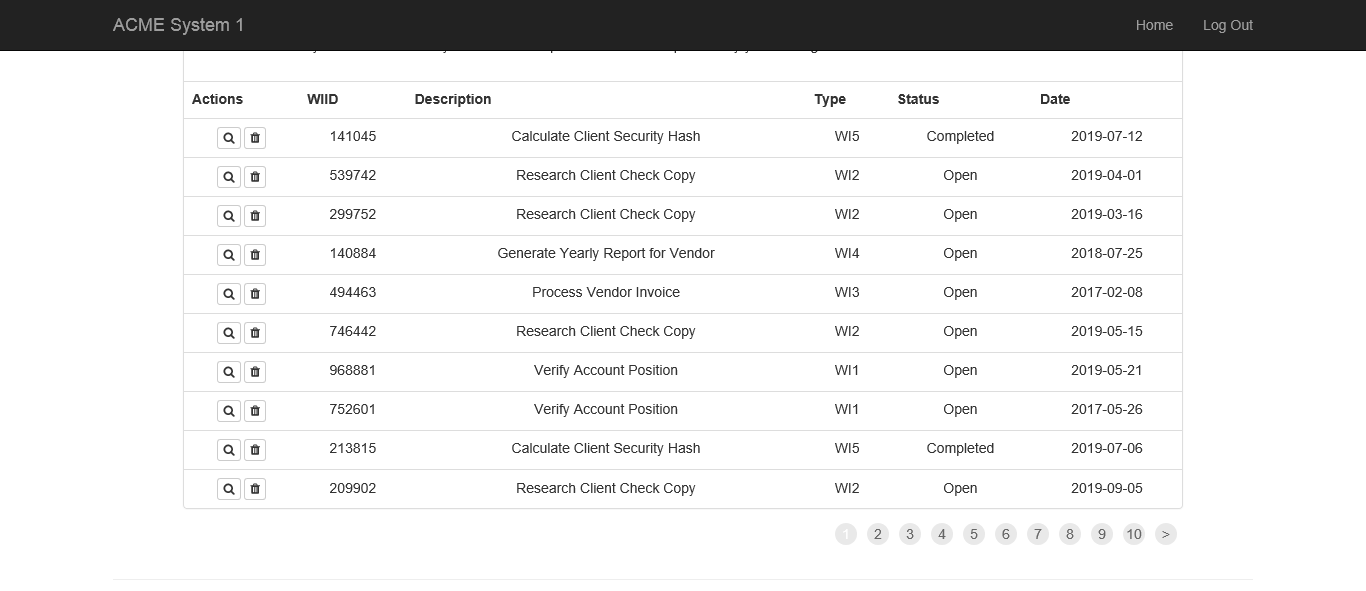 ACME System 1 Home Log Out
Actions WIID Description Type Status Date
141045 Calculate Client Security Hash WI5 Completed 2019-07-12
539742 Research Client Check Copy WI2 Open 2019-04-01
299752 Research Client Check Copy WI2 Open 2019-03-16
140884 Generate Yearly Report for Vendor WI4 Open 2018-07-25
494463 Process Vendor Invoice WI3 Open 2017-02-08
746442 Research Client Check Copy WI2 Open 2019-05-15
968881 Verify Account Position WI1 Open 2019-05-21
752601 Verify Account Position WI1 Open 2017-05-26
213815 Calculate Client Security Hash WI5 Completed 2019-07-06
209902 Research Client Check Copy WI2 Open 2019-09-05
1 2 3 4 5 6 7 8 9 10 >